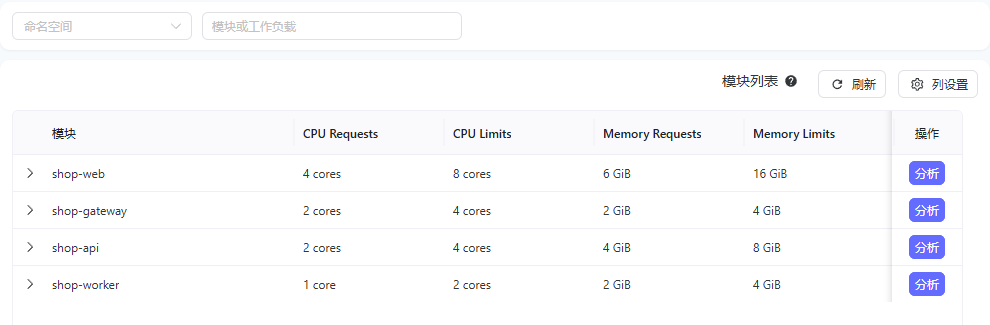 命名空间 模块或工作负载
模块列表 刷新 列设置
模块 CPU Requests CPU Limits Memory Requests Memory Limits 操作
shop-web 4 cores 8 cores 6 GiB 16 GiB 分析
shop-gateway 2 cores 4 cores 2 GiB 4 GiB 分析
shop-api 2 cores 4 cores 4 GiB 8 GiB 分析
shop-worker 1 core 2 cores 2 GiB 4 GiB 分析